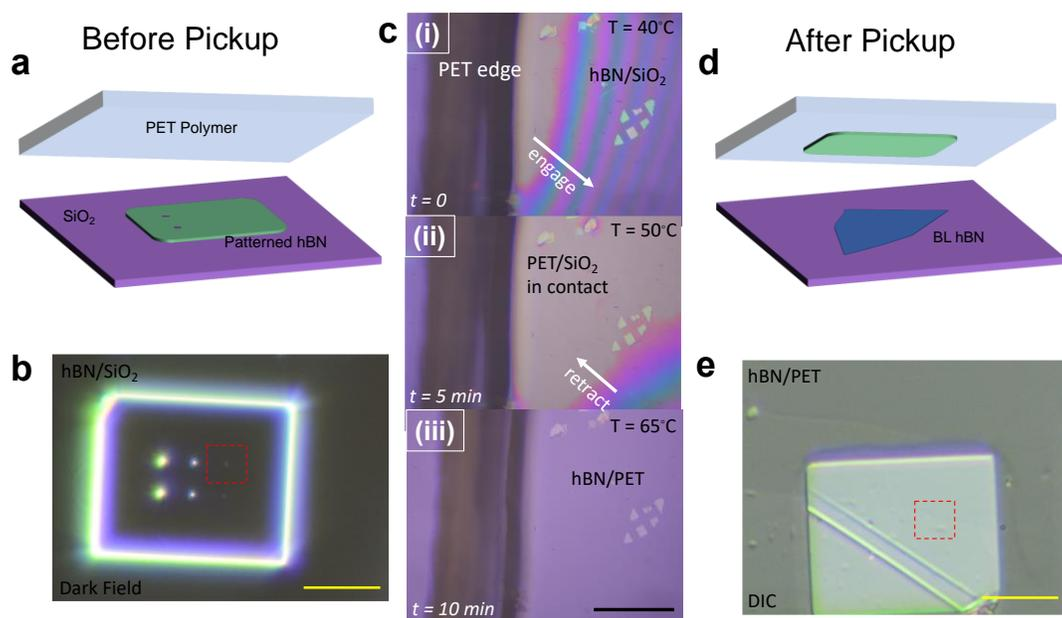 Before Pickup
After Pickup
a
PET Polymer
SiO₂
Patterned hBN
b
hBN/SiO₂
Dark Field
c
(i)
T = 40°C
PET edge
hBN/SiO₂
engage
t = 0
(ii)
T = 50°C
PET/SiO₂
in contact
retract
t = 5 min
(iii)
T = 65°C
hBN/PET
t = 10 min
d
BL hBN
e
hBN/PET
DIC